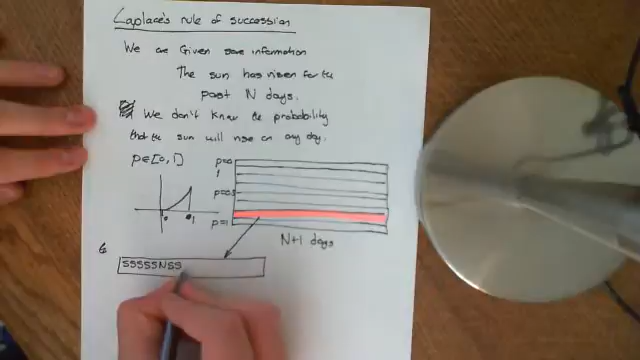 Laplace's rule of succession
We are Given some information
The sun has risen for the
past N days.
We don't know the probability
that the sun will rise on any day.
p∈[0,1]
p=0
p=0.5
p=1
0 1
N+1 days
SSSSSNSS